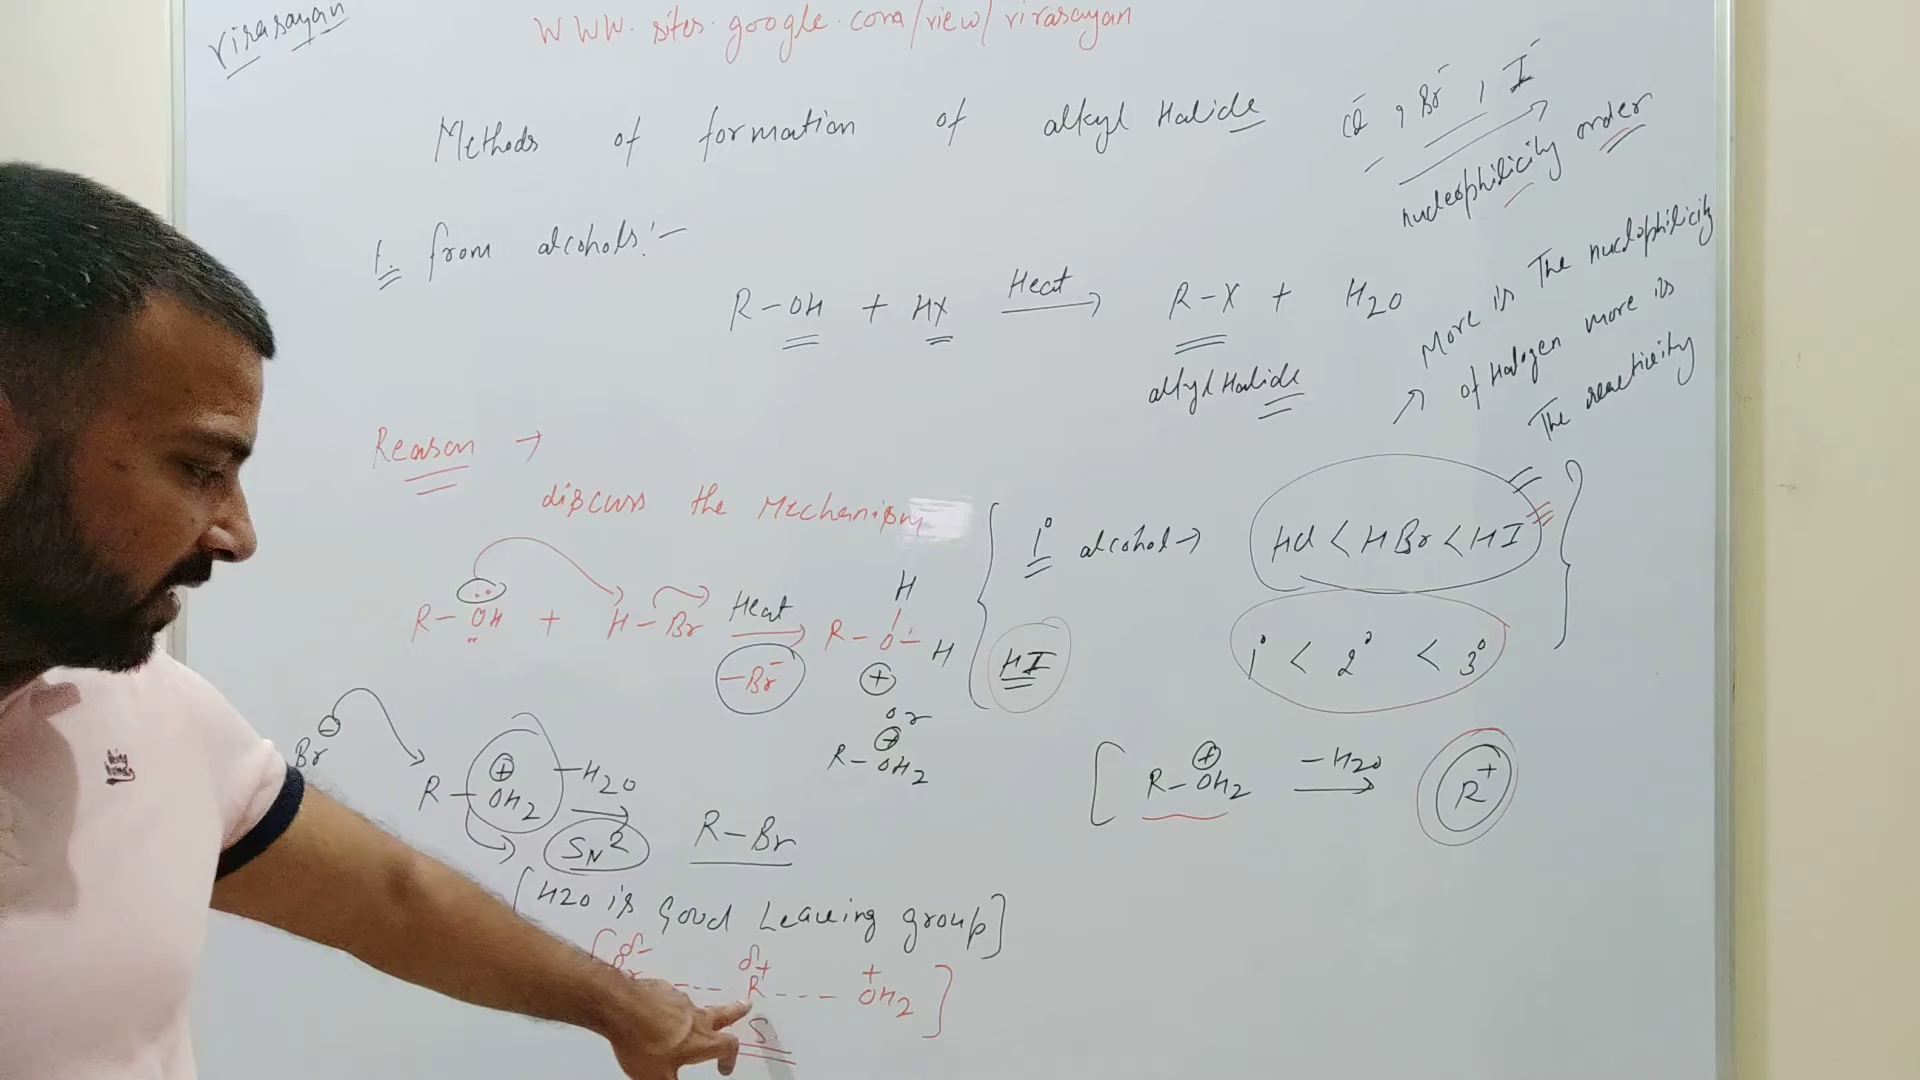 virasayan
WWW.sites.google.com/view/virasayan
Methods of formation of alkyl Halide
Cl⁻, Br⁻, I⁻
nucleophilicity order
1. from alcohols:-
R-OH + HX Heat → R-X + H2O
alkyl Halide
More is The nuclophilicity
of Halogen more is
The reactivity
Reason →
discuss the Mechanism
1° alcohol → HCl < HBr < HI
HI
1° < 2° < 3°
R-OH + H-Br Heat → R-O-H
-Br⁻
H
⊕
or
⊕
R-OH2
Br⊖
R-OH2 ⊕ -H2O → R-Br
SN2
[R-OH2 ⊕ -H2O → R⁺
[H2O is Good Leaving group]
[δ- Br --- δ+ R --- + OH2]